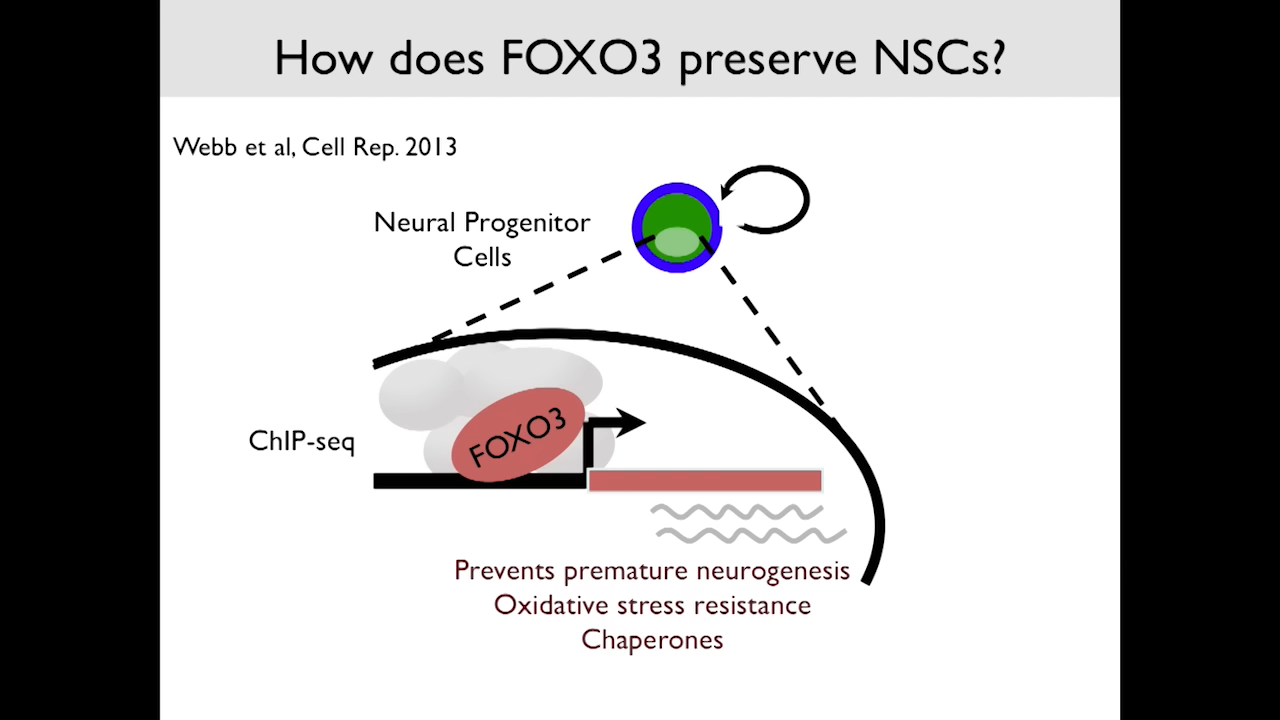 How does FOXO3 preserve NSCs?
Webb et al, Cell Rep. 2013
Neural Progenitor
Cells
FOXO3
ChIP-seq
Prevents premature neurogenesis
Oxidative stress resistance
Chaperones